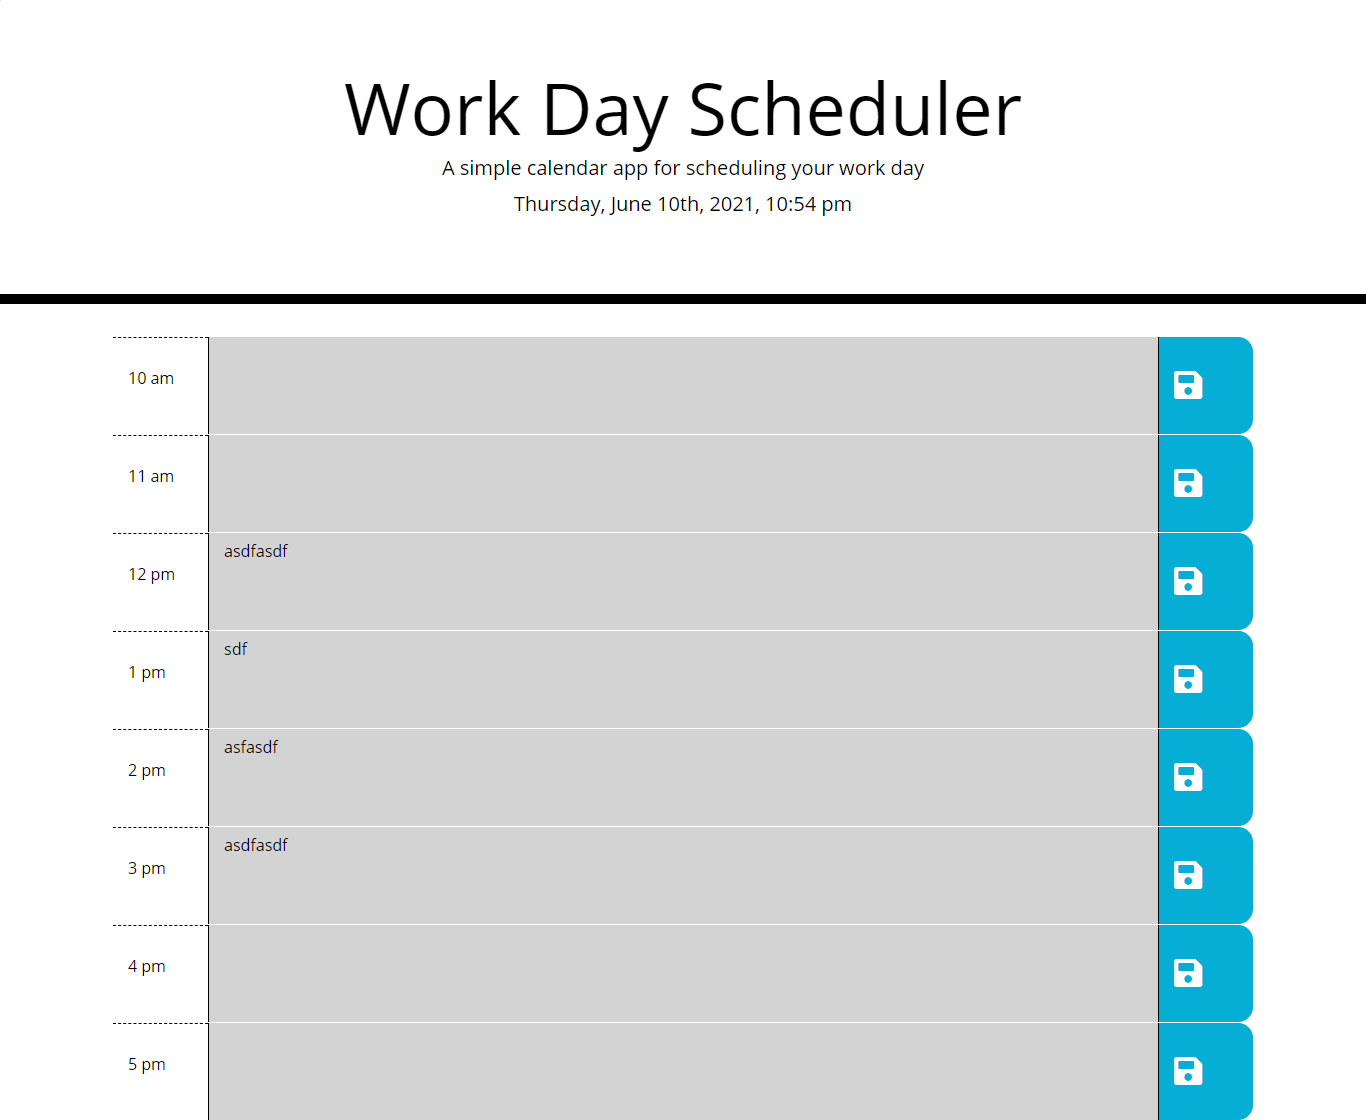 Work Day Scheduler
A simple calendar app for scheduling your work day
Thursday, June 10th, 2021, 10:54 pm
10 am
11 am
12 pm
asdfasdf
1 pm
sdf
2 pm
asfasdf
3 pm
asdfasdf
4 pm
5 pm